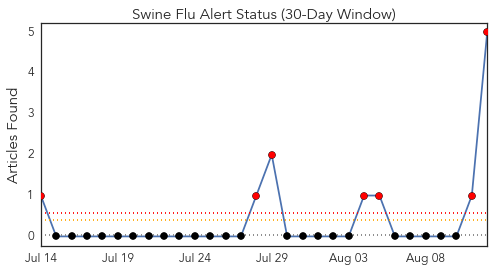 Swine Flu Alert Status (30-Day Window)
Articles Found
5
4
3
2
1
0
Jul 14
Jul 19
Jul 24
Jul 29
Aug 03
Aug 08